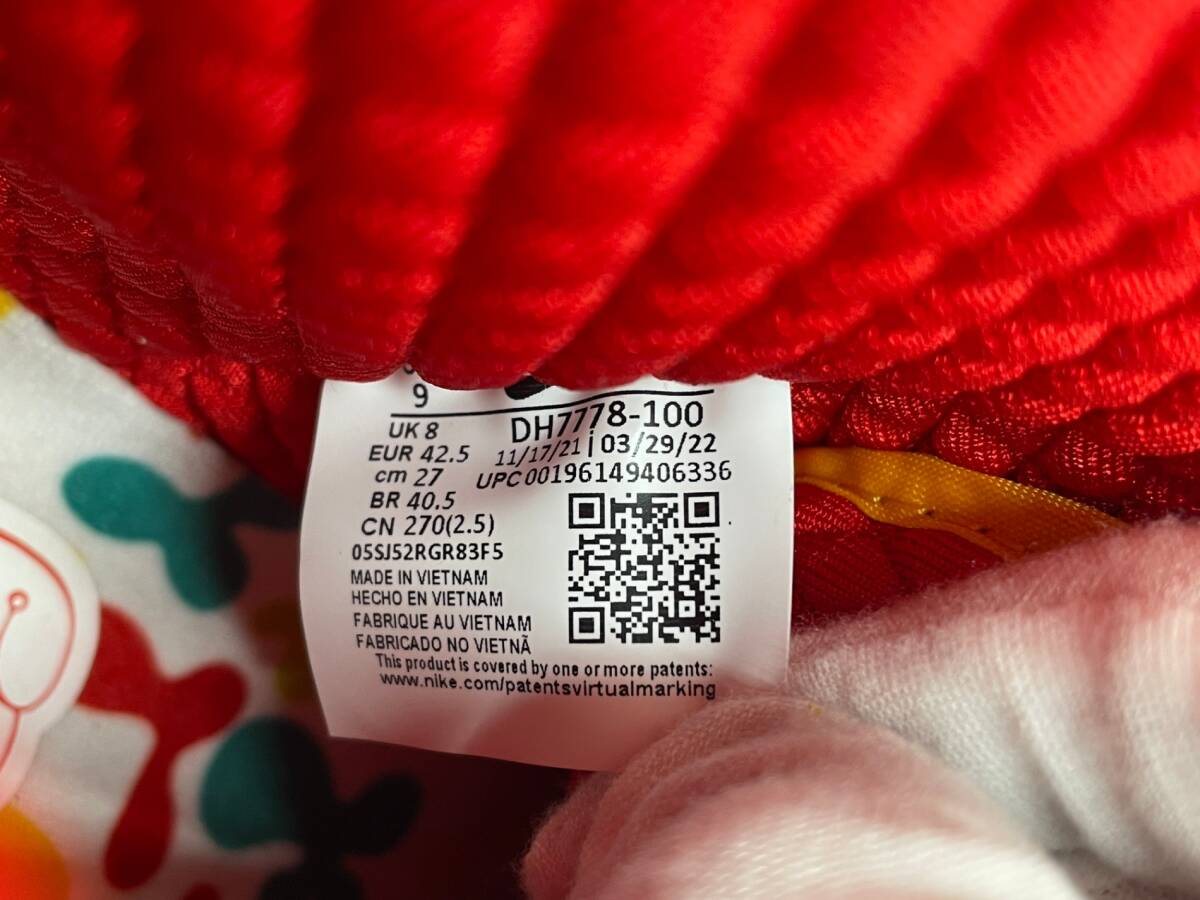 9
DH7778-100
UK 8
11/17/21 | 03/29/22
EUR 42.5
UPC 00196149406336
cm 27
BR 40.5
CN 270(2.5)
05SJ52RGR83F5
MADE IN VIETNAM
HECHO EN VIETNAM
FABRIQUE AU VIETNAM
FABRICADO NO VIETNÃ
This product is covered by one or more patents:
www.nike.com/patentsvirtualmarking